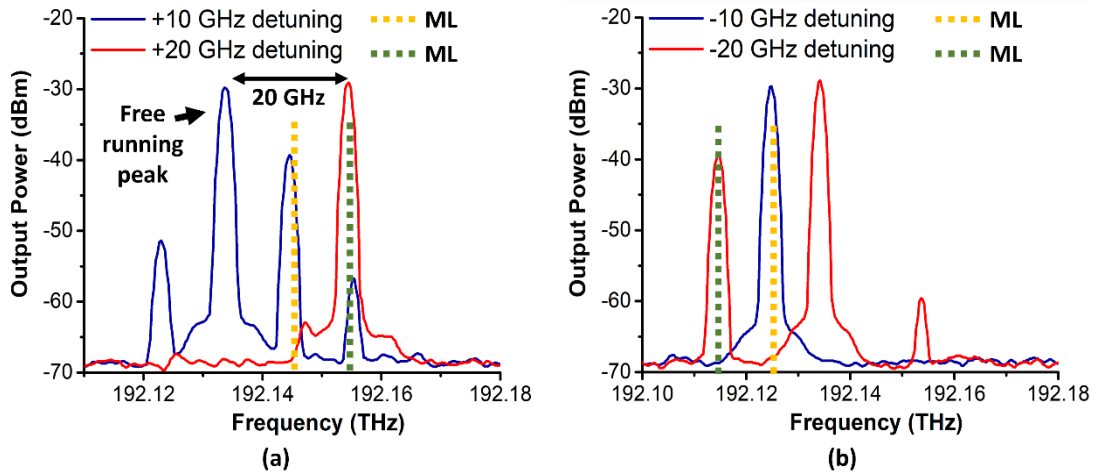 +10 GHz detuning
ML
+20 GHz detuning
ML
20 GHz
Free
running
peak
Output Power (dBm)
-20
-30
-40
-50
-60
-70
192.12
192.14
192.16
192.18
Frequency (THz)
(a)
-10 GHz detuning
ML
-20 GHz detuning
ML
Output Power (dBm)
-20
-30
-40
-50
-60
-70
192.10
192.12
192.14
192.16
192.18
Frequency (THz)
(b)